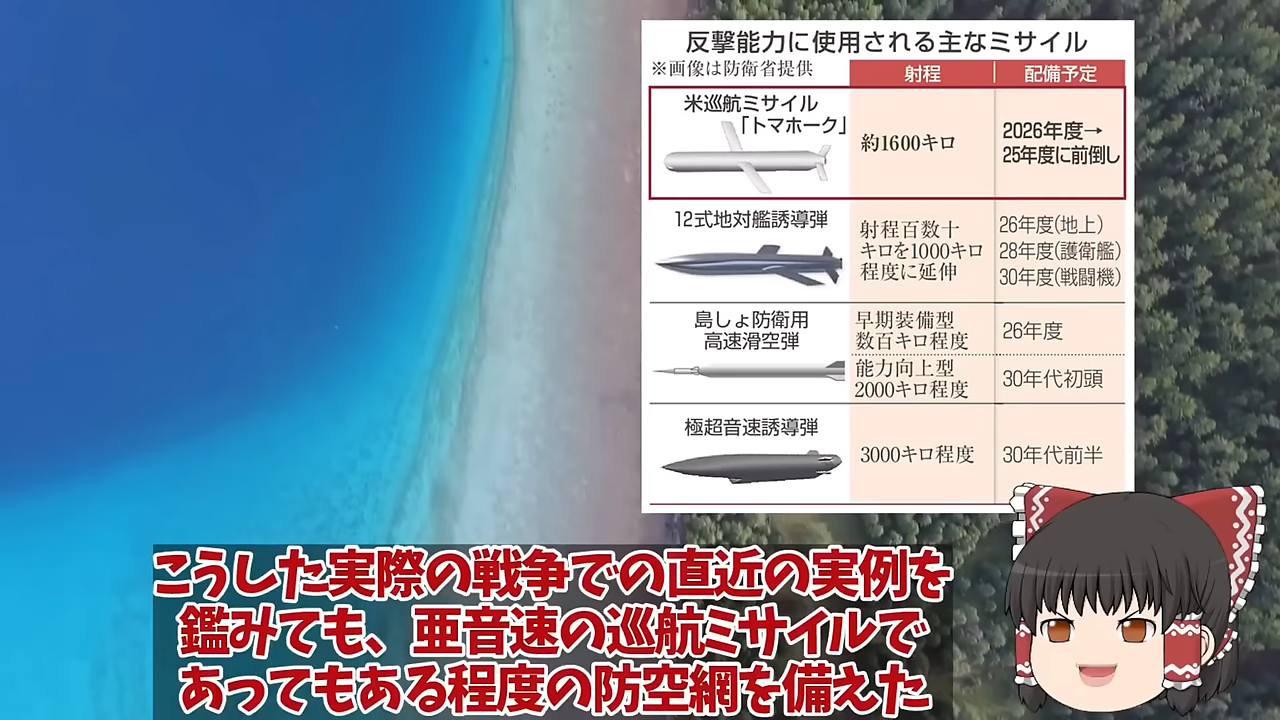 反撃能力に使用される主なミサイル
※画像は防衛省提供
射程
配備予定
米巡航ミサイル
「トマホーク」
約1600キロ
2026年度→
25年度に前倒し
12式地対艦誘導弾
射程百数十
キロを1000キロ
程度に延伸
26年度(地上)
28年度(護衛艦)
30年度(戦闘機)
島しょ防衛用
高速滑空弾
早期装備型
数百キロ程度
26年度
能力向上型
2000キロ程度
30年代初頭
極超音速誘導弾
3000キロ程度
30年代前半
こうした実際の戦争での直近の実例を
鑑みても、亜音速の巡航ミサイルで
あってもある程度の防空網を備えた